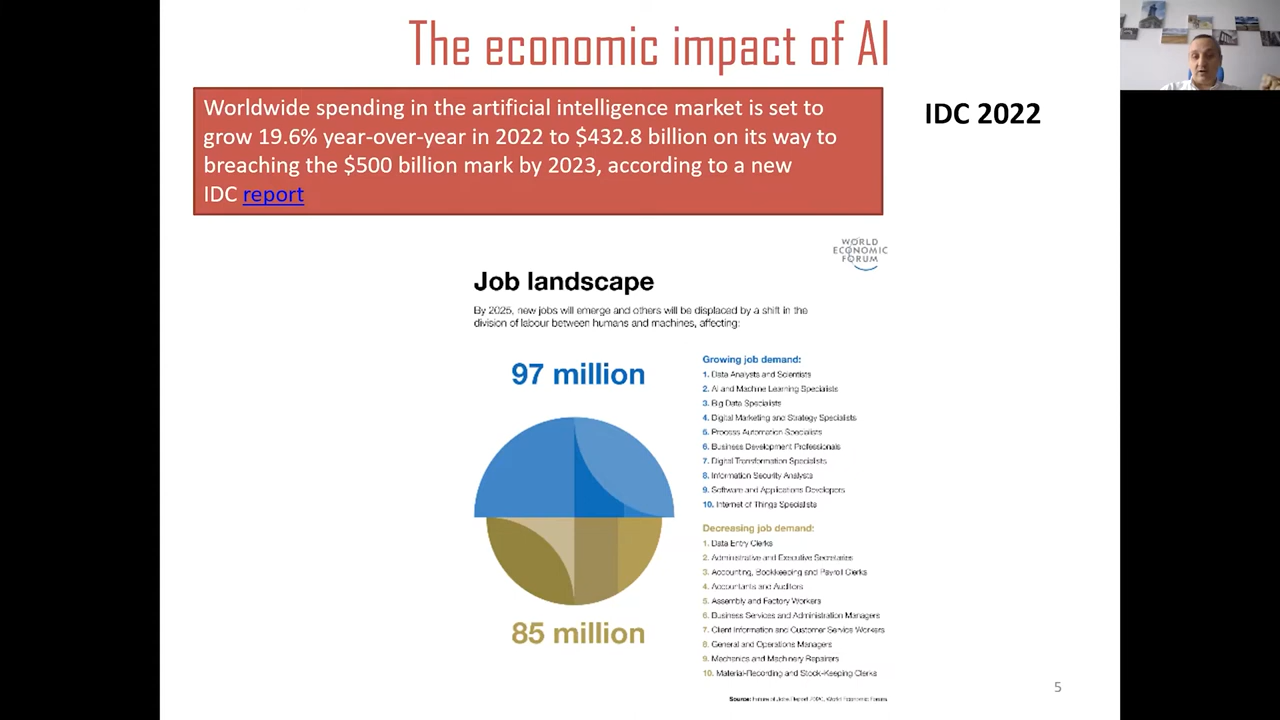 The economic impact of AI
Worldwide spending in the artificial intelligence market is set to
grow 19.6% year-over-year in 2022 to $432.8 billion on its way to
breaching the $500 billion mark by 2023, according to a new
IDC report
IDC 2022
WORLD
ECONOMIC
FORUM
Job landscape
By 2025, new jobs will emerge and others will be displaced by a shift in the
division of labour between humans and machines, affecting:
97 million
85 million
Growing job demand:
1. Data Analysts and Scientists
2. AI and Machine Learning Specialists
3. Big Data Specialists
4. Digital Marketing and Strategy Specialists
5. Process Automation Specialists
6. Business Development Professionals
7. Digital Transformation Specialists
8. Information Security Analysts
9. Software and Applications Developers
10. Internet of Things Specialists
Decreasing job demand:
1. Data Entry Clerks
2. Administrative and Executive Secretaries
3. Accounting, Bookkeeping and Payroll Clerks
4. Accountants and Auditors
5. Assembly and Factory Workers
6. Business Services and Administration Managers
7. Client Information and Customer Service Workers
8. General and Operations Managers
9. Mechanics and Machinery Repairers
10. Material-Recording and Stock-Keeping Clerks
Source: Future of Jobs Report 2020, World Economic Forum
5